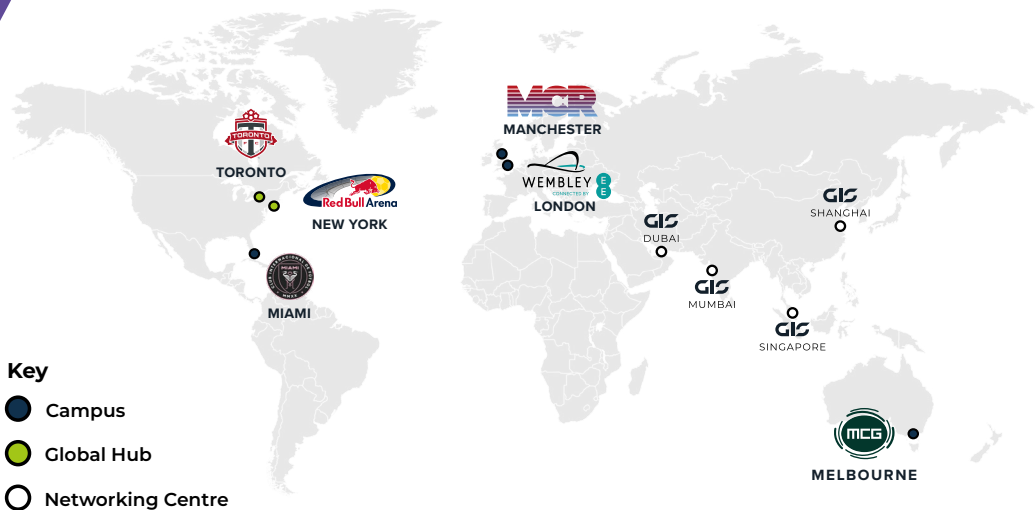 MCR
MANCHESTER
TORONTO
TORONTO
WEMBLEY
CONNECTED BY
EE
LONDON
Red Bull Arena
NEW YORK
GIS
SHANGHAI
GIS
DUBAI
GIS
MUMBAI
MIAMI
MIAMI
GIS
SINGAPORE
Key
Campus
Global Hub
Networking Centre
MCG
MELBOURNE